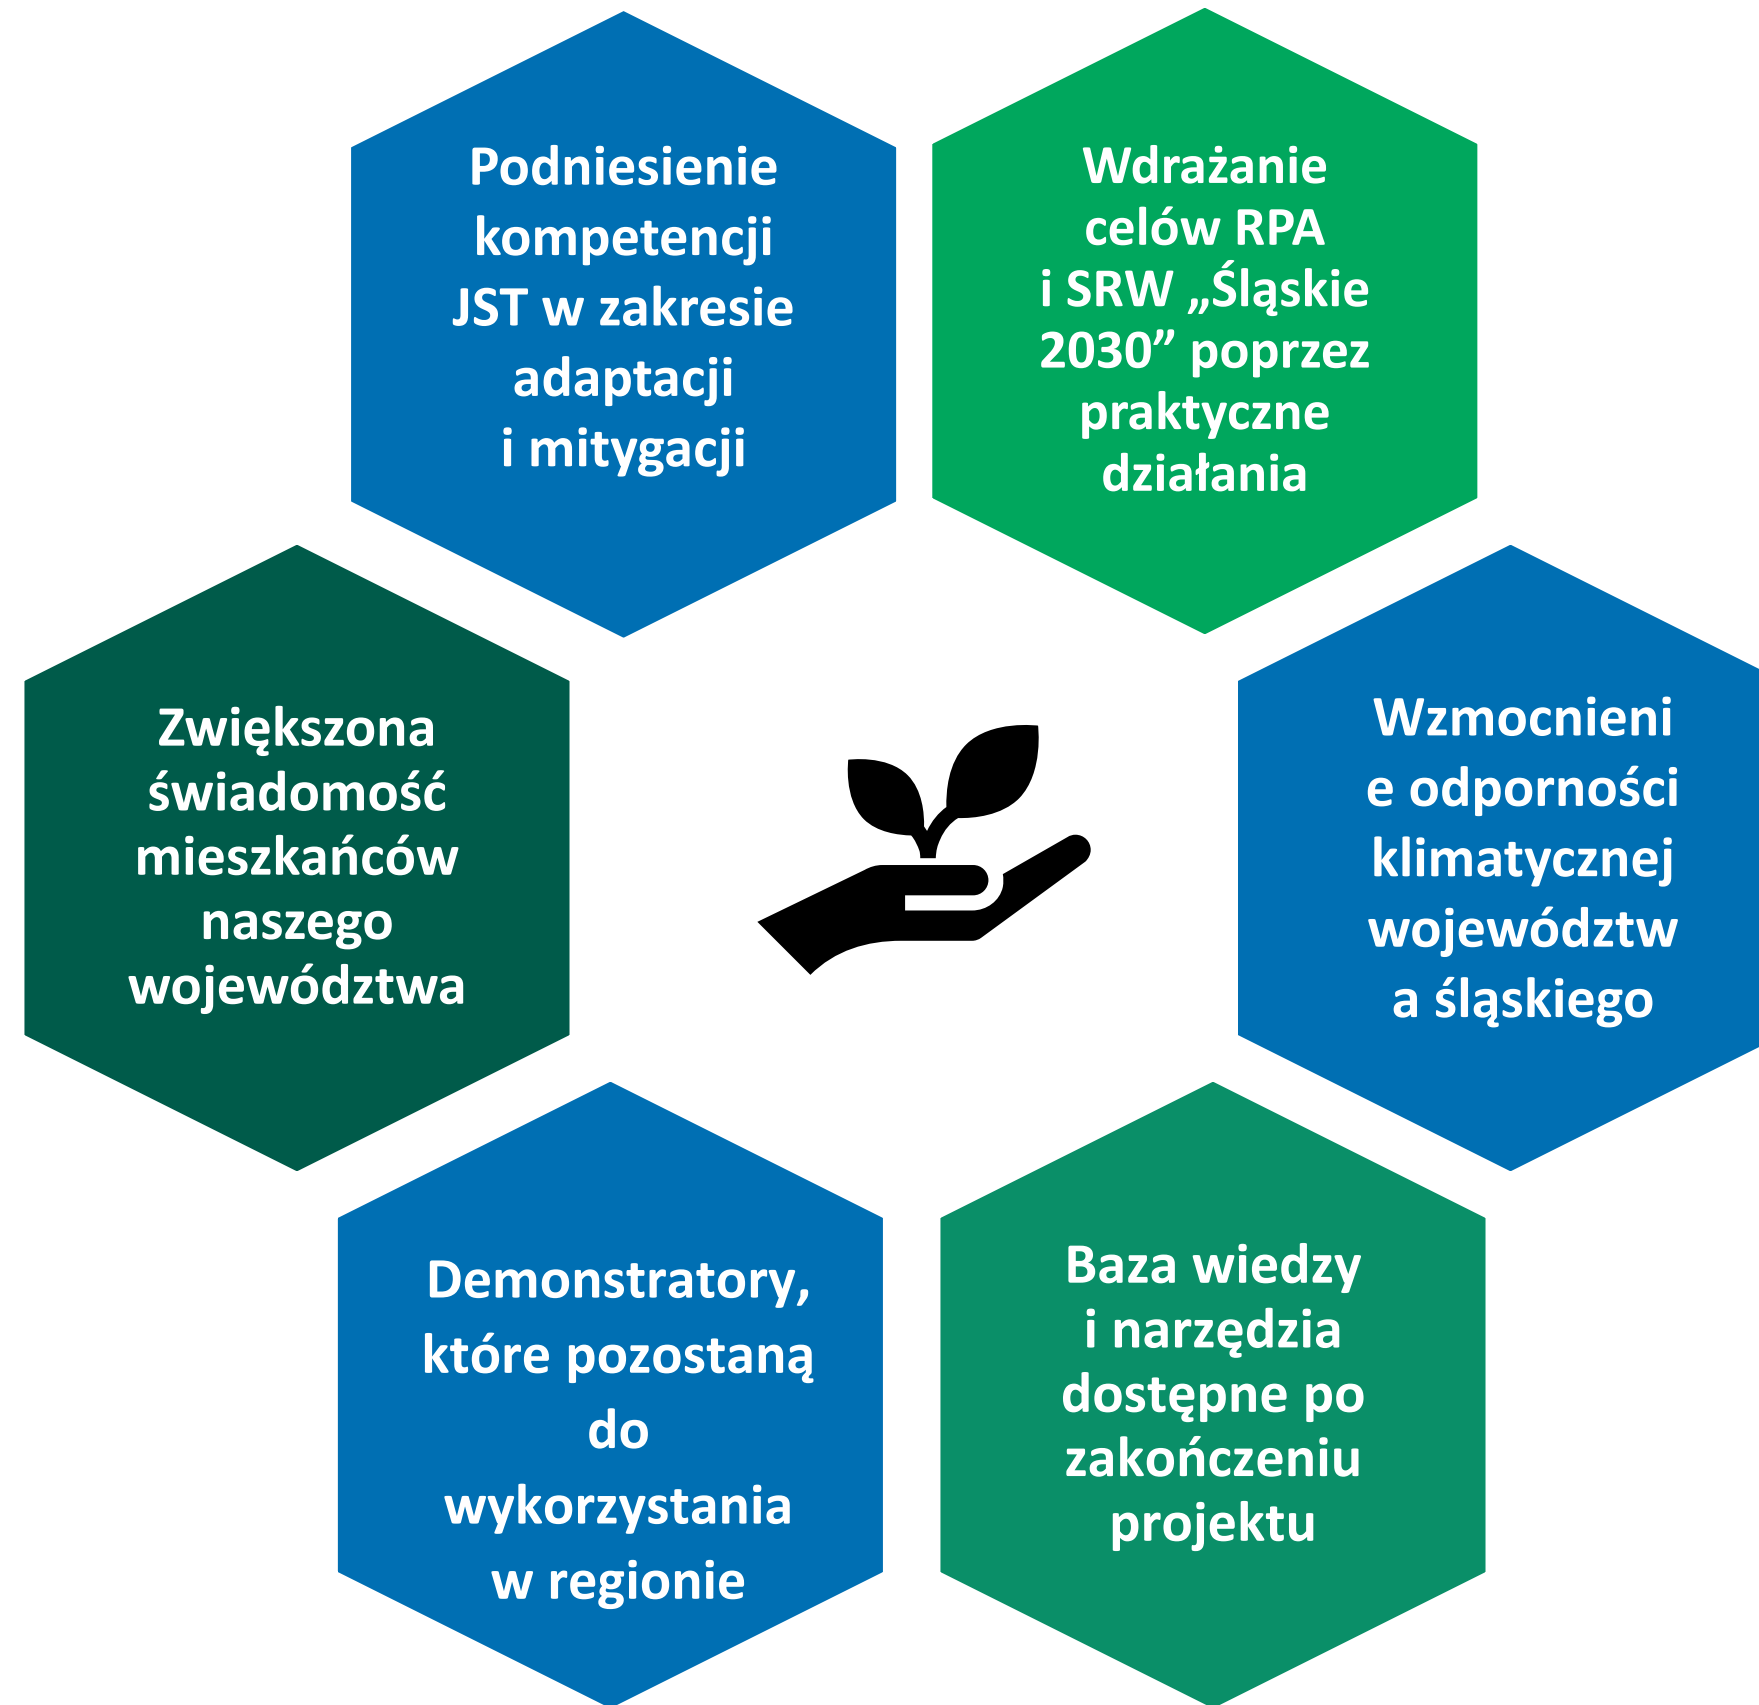 Podniesienie
kompetencji
JST w zakresie
adaptacji
i mitygacji
Wdrażanie
celów RPA
i SRW „Śląskie
2030” poprzez
praktyczne
działania
Zwiększona
świadomość
mieszkańców
naszego
województwa
Wzmocnieni
e odporności
klimatycznej
województw
a śląskiego
Demonstratory,
które pozostaną
do
wykorzystania
w regionie
Baza wiedzy
i narzędzia
dostępne po
zakończeniu
projektu